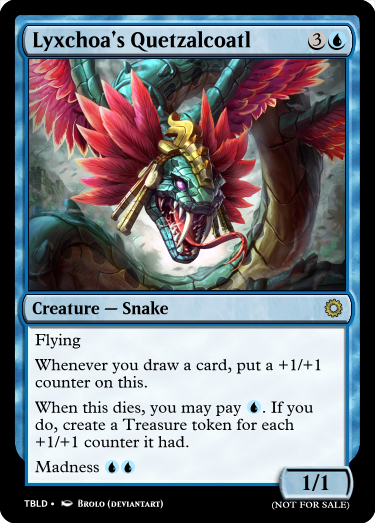 Lyxchoa's Quetzalcoatl 3
Creature — Snake
Flying
Whenever you draw a card, put a +1/+1
counter on this.
When this dies, you may pay . If you
do, create a Treasure token for each
+1/+1 counter it had.
Madness
1/1
TBLD • Brolo (deviantart)
(NOT FOR SALE)